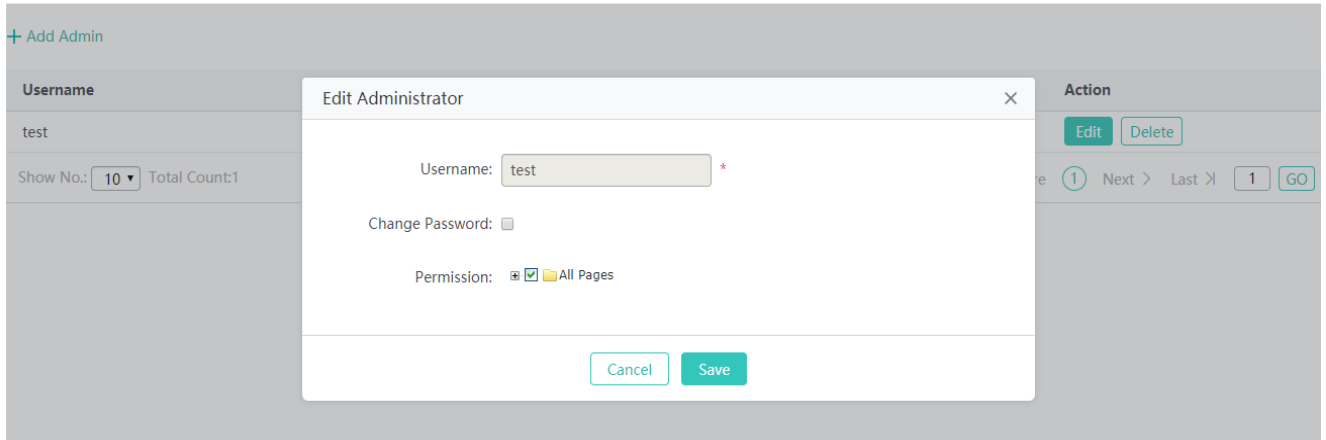 + Add Admin
Username Action
Edit Administrator
test Edit Delete
Username: test *
Show No.: 10 Total Count:1 1 Next Last 1 GO
Change Password:
Permission: All Pages
Cancel Save